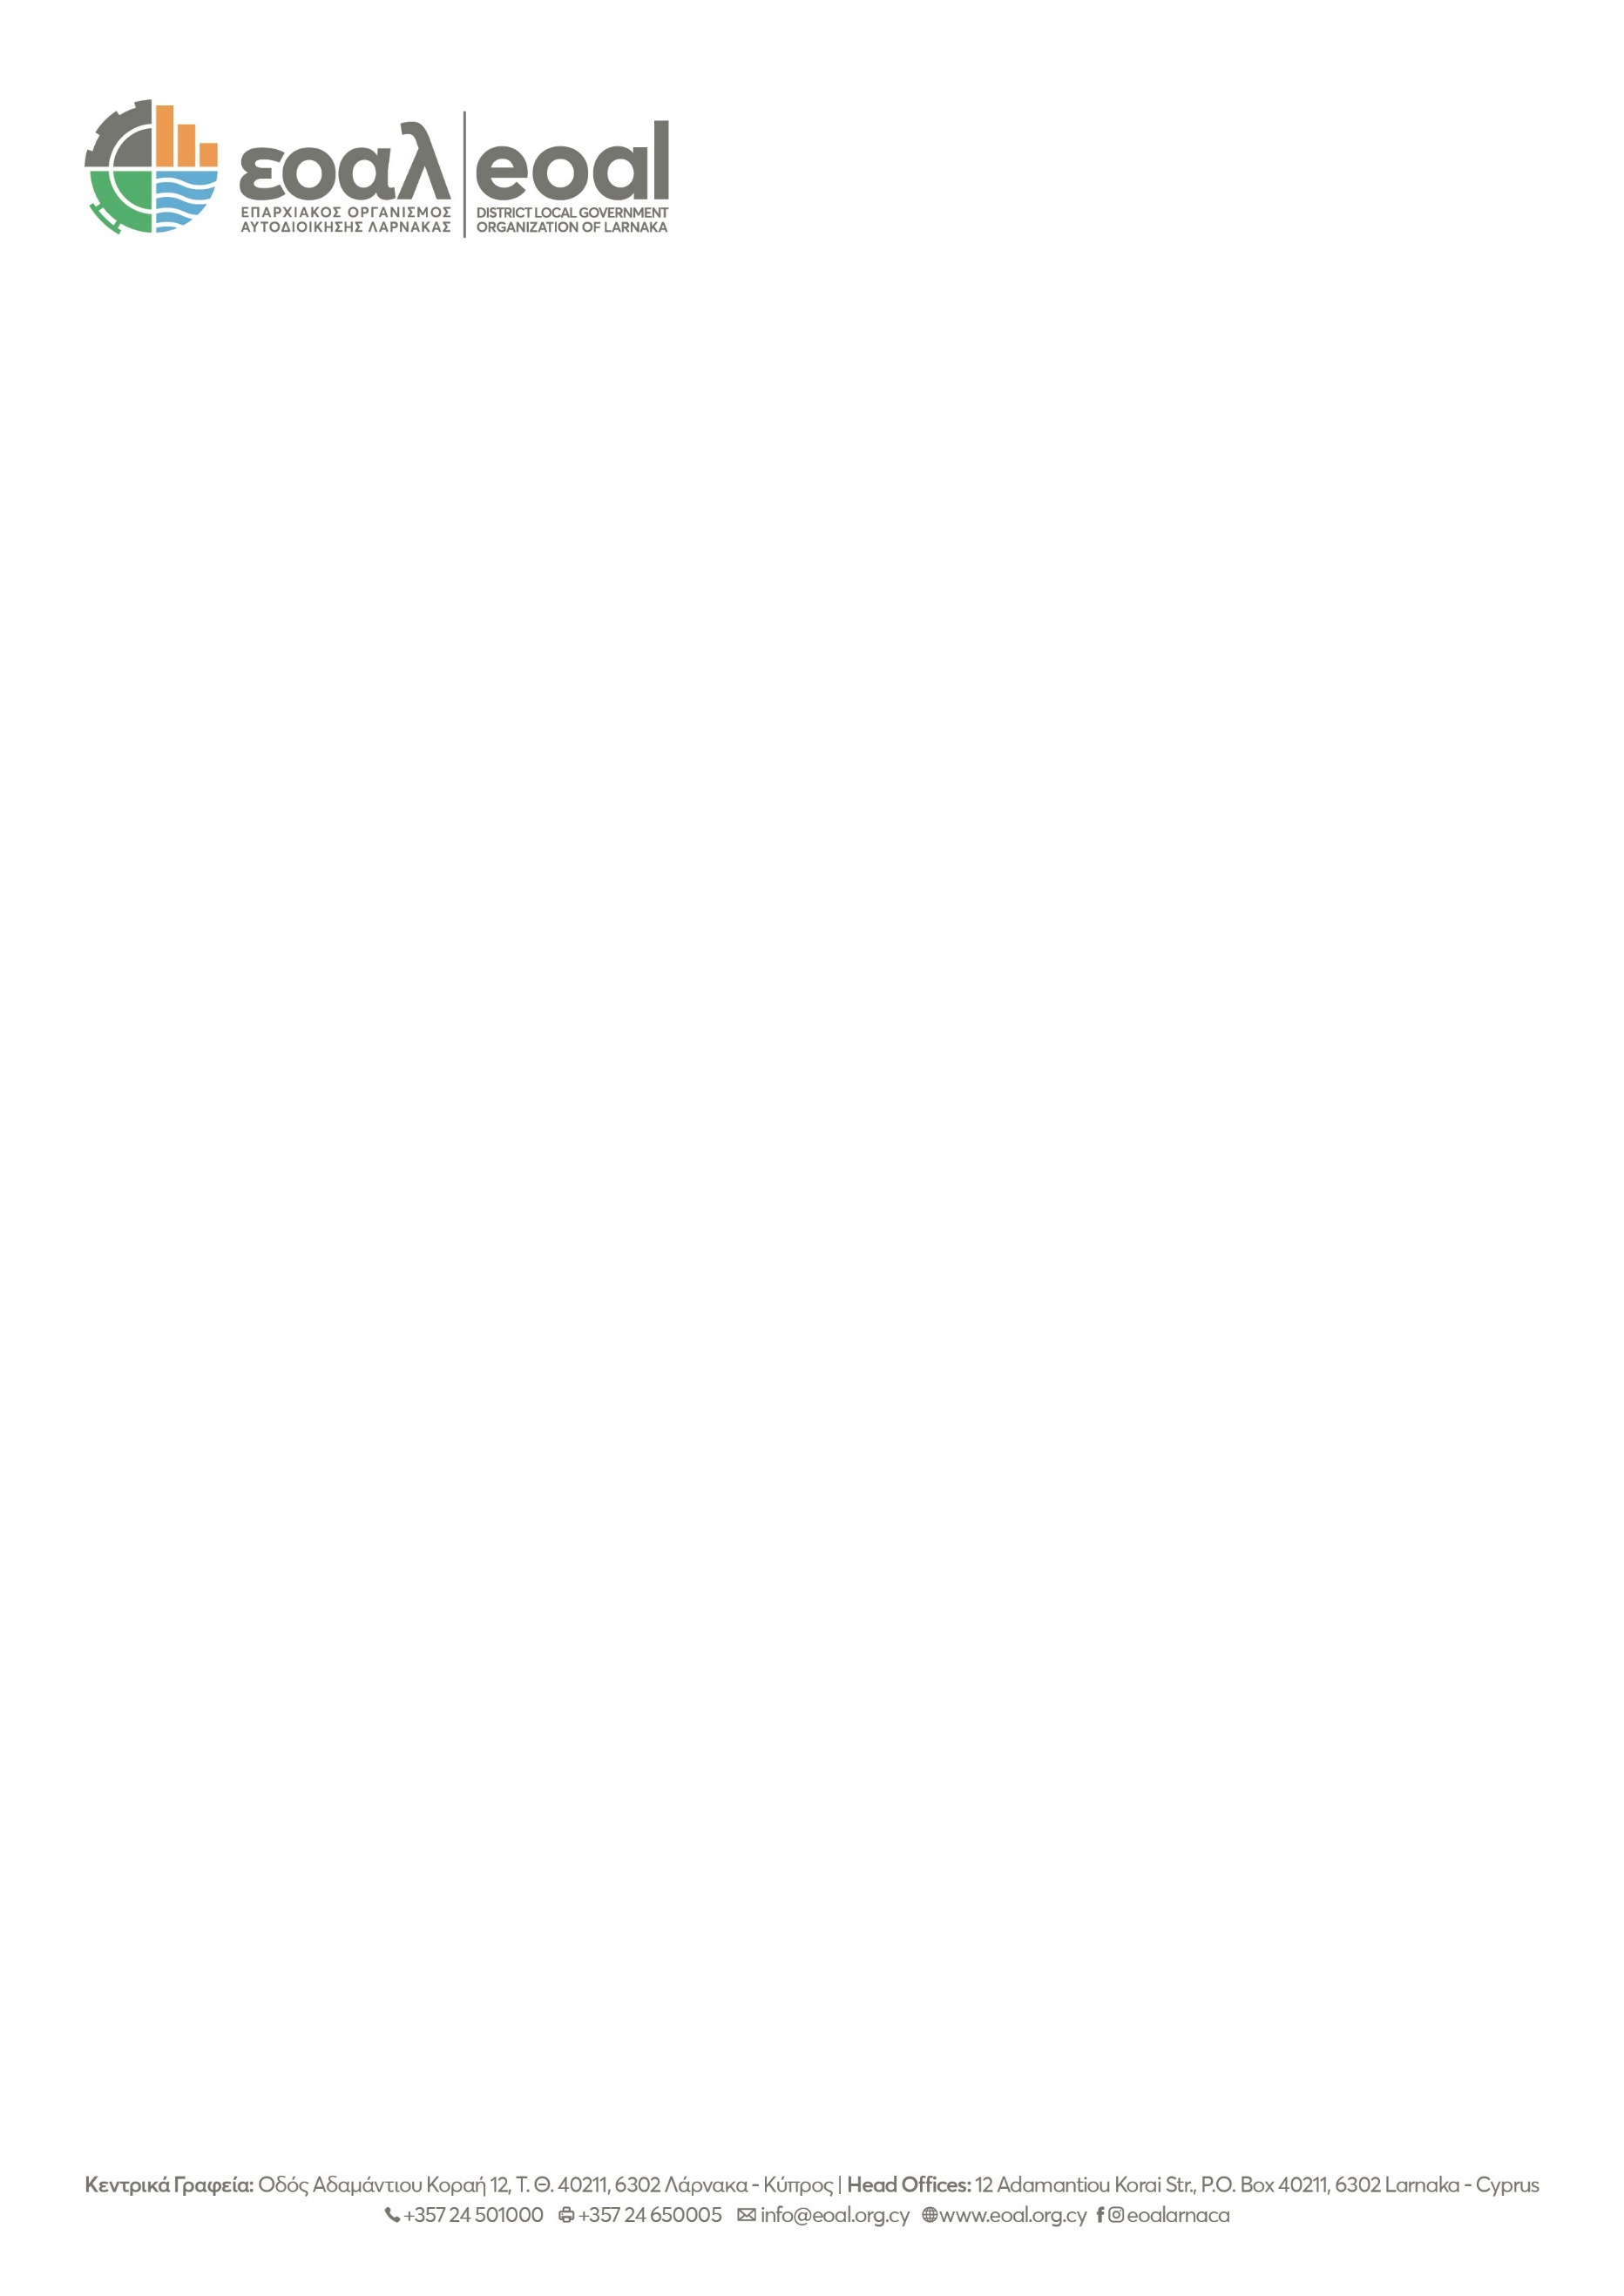 εοαλ
ΕΠΑΡΧΙΑΚΟΣ ΟΡΓΑΝΙΣΜΟΣ
ΑΥΤΟΔΙΟΙΚΗΣΗΣ ΛΑΡΝΑΚΑΣ
eoal
DISTRICT LOCAL GOVERNMENT
ORGANIZATION OF LARNAKA
Κεντρικά Γραφεία: Οδός Αδαμάντιου Κοραή 12, Τ. Θ. 40211, 6302 Λάρνακα - Κύπρος | Head Offices: 12 Adamantiou Korai Str., P.O. Box 40211, 6302 Larnaka - Cyprus
+357 24 501000 +357 24 650005 info@eoal.org.cy www.eoal.org.cy eoalarnaca